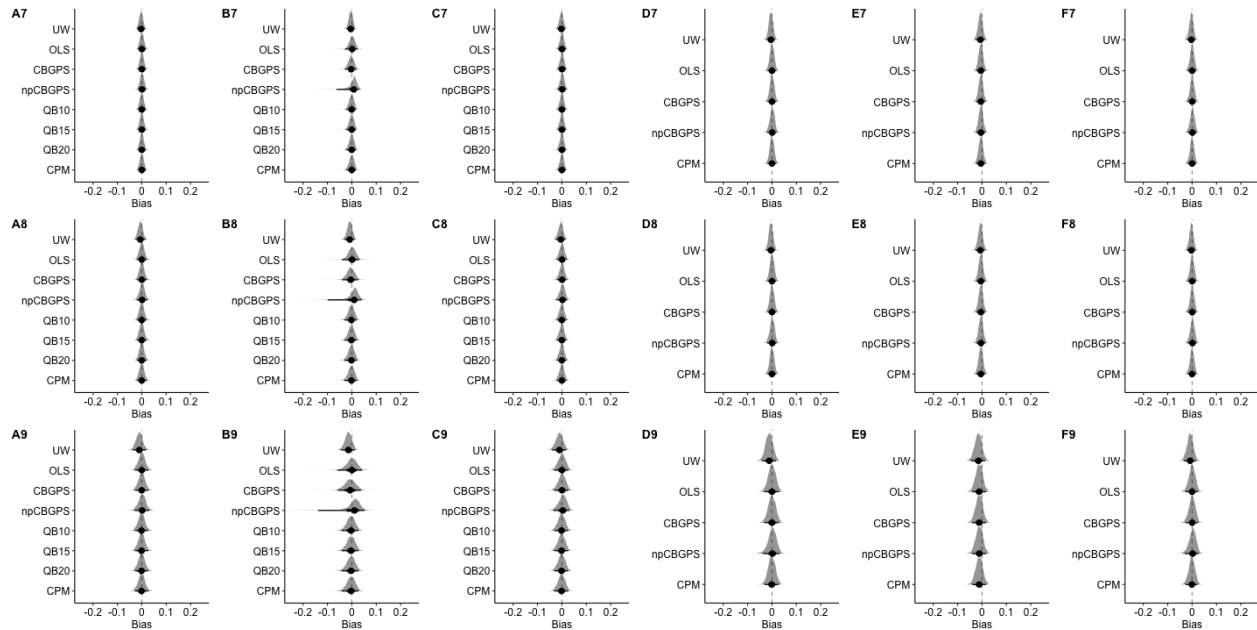 A7
UW
OLS
CBGPS
npCBGPS
QB10
QB15
QB20
CPM
-0.2 -0.1 0 0.1 0.2
Bias
B7
UW
OLS
CBGPS
npCBGPS
QB10
QB15
QB20
CPM
-0.2 -0.1 0 0.1 0.2
Bias
C7
UW
OLS
CBGPS
npCBGPS
QB10
QB15
QB20
CPM
-0.2 -0.1 0 0.1 0.2
Bias
D7
UW
OLS
CBGPS
npCBGPS
CPM
-0.2 -0.1 0 0.1 0.2
Bias
E7
UW
OLS
CBGPS
npCBGPS
CPM
-0.2 -0.1 0 0.1 0.2
Bias
F7
UW
OLS
CBGPS
npCBGPS
CPM
-0.2 -0.1 0 0.1 0.2
Bias
A8
UW
OLS
CBGPS
npCBGPS
QB10
QB15
QB20
CPM
-0.2 -0.1 0 0.1 0.2
Bias
B8
UW
OLS
CBGPS
npCBGPS
QB10
QB15
QB20
CPM
-0.2 -0.1 0 0.1 0.2
Bias
C8
UW
OLS
CBGPS
npCBGPS
QB10
QB15
QB20
CPM
-0.2 -0.1 0 0.1 0.2
Bias
D8
UW
OLS
CBGPS
npCBGPS
CPM
-0.2 -0.1 0 0.1 0.2
Bias
E8
UW
OLS
CBGPS
npCBGPS
CPM
-0.2 -0.1 0 0.1 0.2
Bias
F8
UW
OLS
CBGPS
npCBGPS
CPM
-0.2 -0.1 0 0.1 0.2
Bias
A9
UW
OLS
CBGPS
npCBGPS
QB10
QB15
QB20
CPM
-0.2 -0.1 0 0.1 0.2
Bias
B9
UW
OLS
CBGPS
npCBGPS
QB10
QB15
QB20
CPM
-0.2 -0.1 0 0.1 0.2
Bias
C9
UW
OLS
CBGPS
npCBGPS
QB10
QB15
QB20
CPM
-0.2 -0.1 0 0.1 0.2
Bias
D9
UW
OLS
CBGPS
npCBGPS
CPM
-0.2 -0.1 0 0.1 0.2
Bias
E9
UW
OLS
CBGPS
npCBGPS
CPM
-0.2 -0.1 0 0.1 0.2
Bias
F9
UW
OLS
CBGPS
npCBGPS
CPM
-0.2 -0.1 0 0.1 0.2
Bias